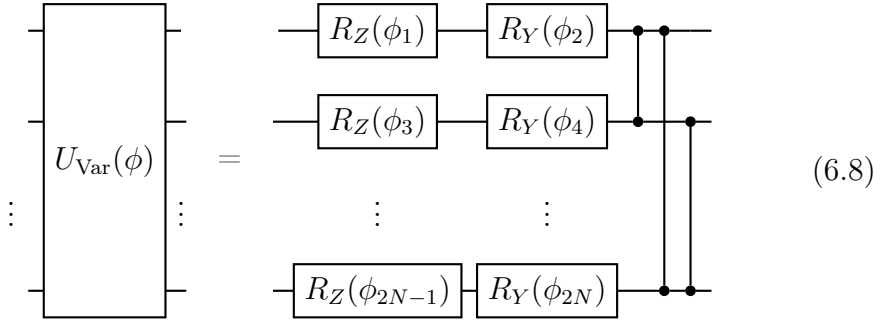 R_Z(ϕ_1) R_Y(ϕ_2)
R_Z(ϕ_3) R_Y(ϕ_4)
U_Var(ϕ) = (6.8)
⋮ ⋮ ⋮ ⋮
R_Z(ϕ_{2N−1}) R_Y(ϕ_{2N})